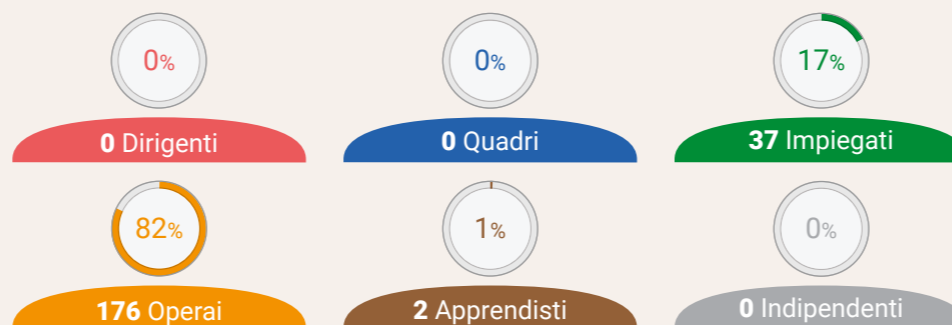 0%
0%
17%
0 Dirigenti
0 Quadri
37 Impiegati
82%
1%
0%
176 Operai
2 Apprendisti
0 Indipendenti